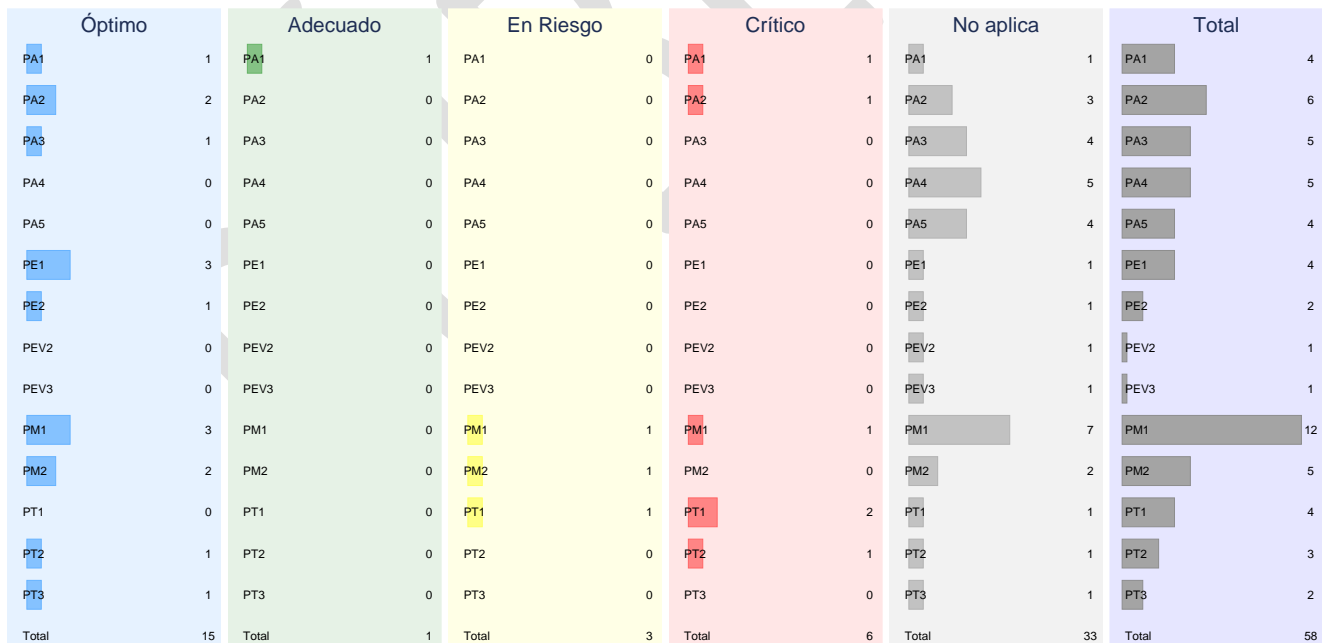 Óptimo Adecuado En Riesgo Crítico No aplica Total
PA1 1 PA1 1 PA1 0 PA1 1 PA1 1 PA1 4
PA2 2 PA2 0 PA2 0 PA2 1 PA2 3 PA2 6
PA3 1 PA3 0 PA3 0 PA3 0 PA3 4 PA3 5
PA4 0 PA4 0 PA4 0 PA4 0 PA4 5 PA4 5
PA5 0 PA5 0 PA5 0 PA5 0 PA5 4 PA5 4
PE1 3 PE1 0 PE1 0 PE1 0 PE1 1 PE1 4
PE2 1 PE2 0 PE2 0 PE2 0 PE2 1 PE2 2
PEV2 0 PEV2 0 PEV2 0 PEV2 0 PEV2 1 PEV2 1
PEV3 0 PEV3 0 PEV3 0 PEV3 0 PEV3 1 PEV3 1
PM1 3 PM1 0 PM1 1 PM1 1 PM1 7 PM1 12
PM2 2 PM2 0 PM2 1 PM2 0 PM2 2 PM2 5
PT1 0 PT1 0 PT1 1 PT1 2 PT1 1 PT1 4
PT2 1 PT2 0 PT2 0 PT2 1 PT2 1 PT2 3
PT3 1 PT3 0 PT3 0 PT3 0 PT3 1 PT3 2
Total 15 Total 1 Total 3 Total 6 Total 33 Total 58